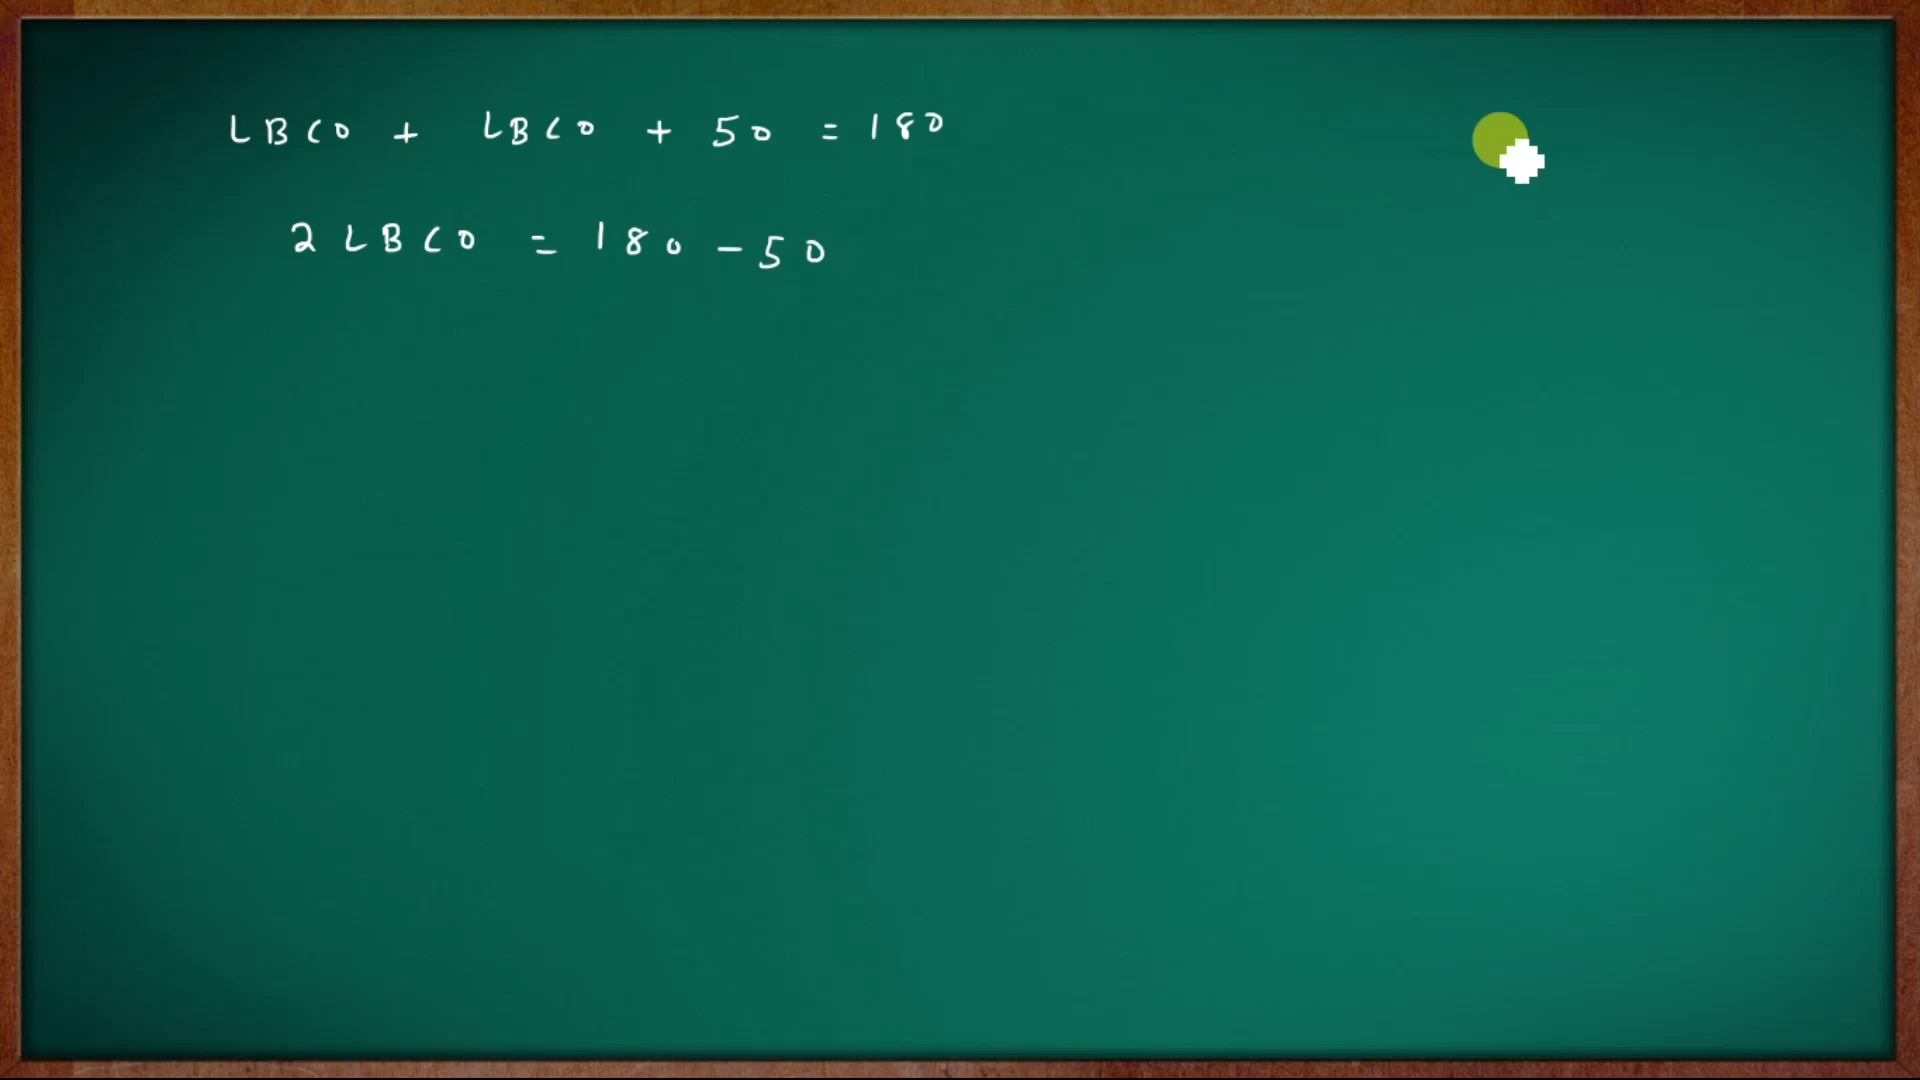 ∠BCO + ∠BCO + 50 = 180
2∠BCO = 180 - 50